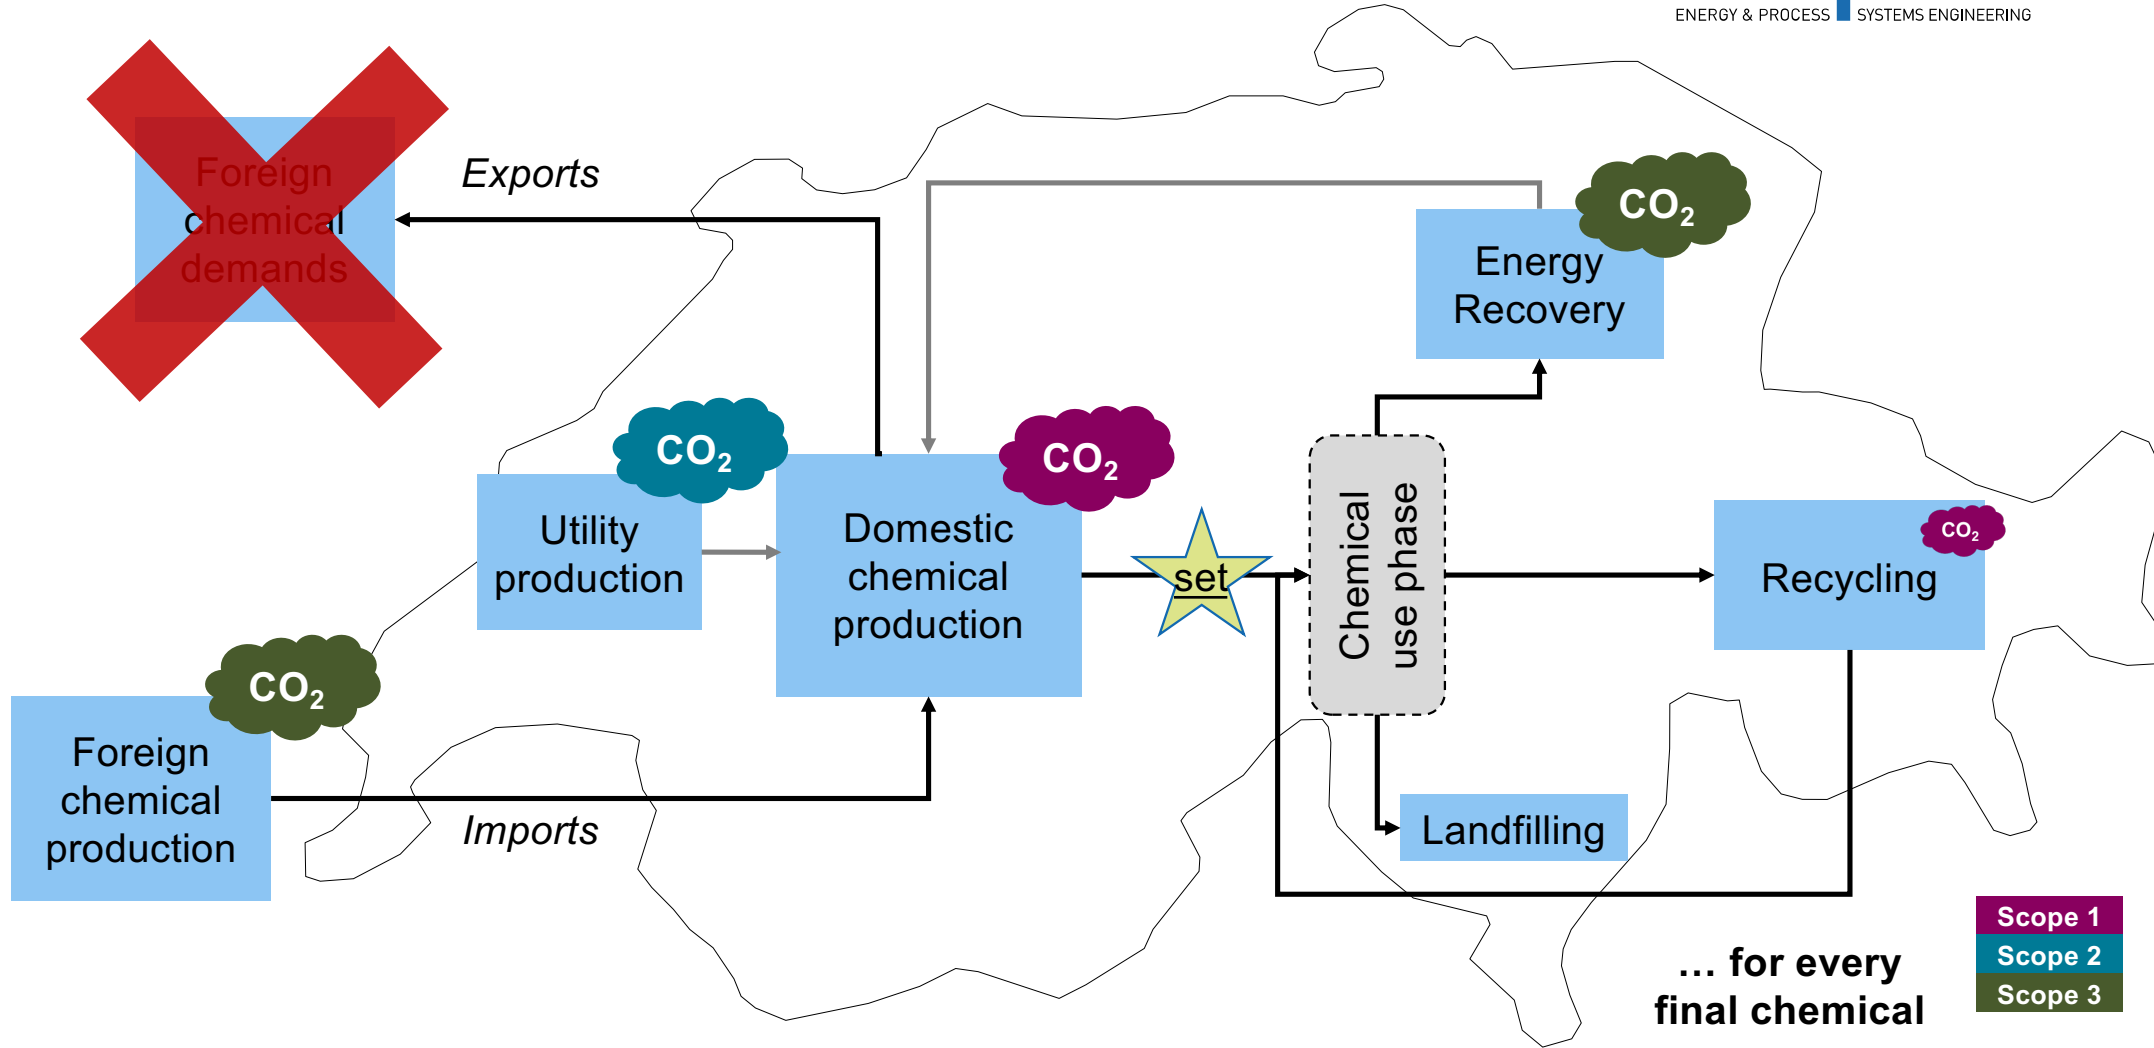 ENERGY & PROCESS SYSTEMS ENGINEERING
Foreign
chemical
demands
Exports
CO2
Energy
Recovery
CO2
CO2
Utility
production
Domestic
chemical
production
set
Chemical
use phase
CO2
Recycling
CO2
Foreign
chemical
production
Imports
Landfilling
... for every
final chemical
Scope 1
Scope 2
Scope 3